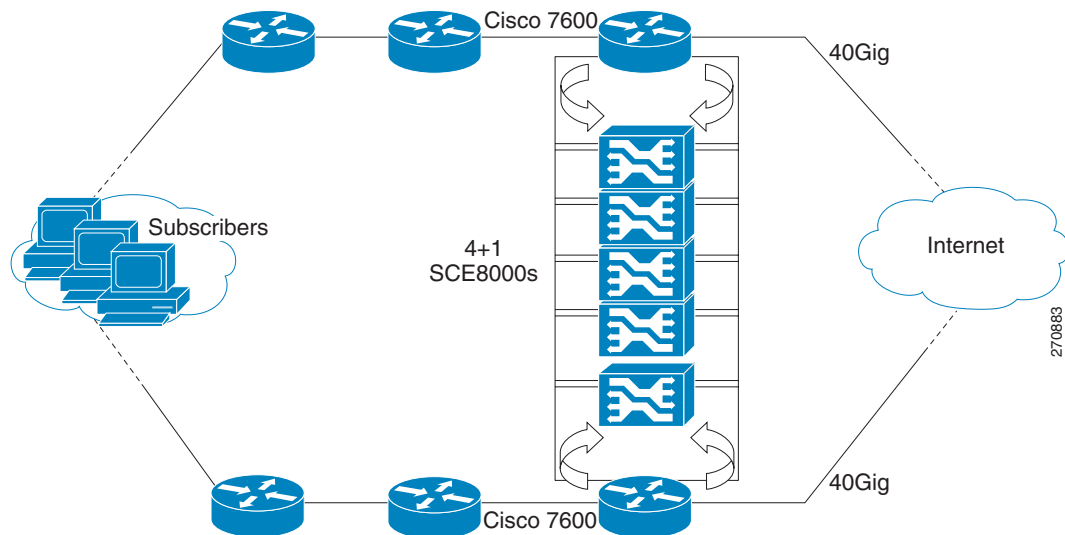 Cisco 7600
40Gig
Subscribers
4+1
SCE8000s
Internet
270883
40Gig
Cisco 7600